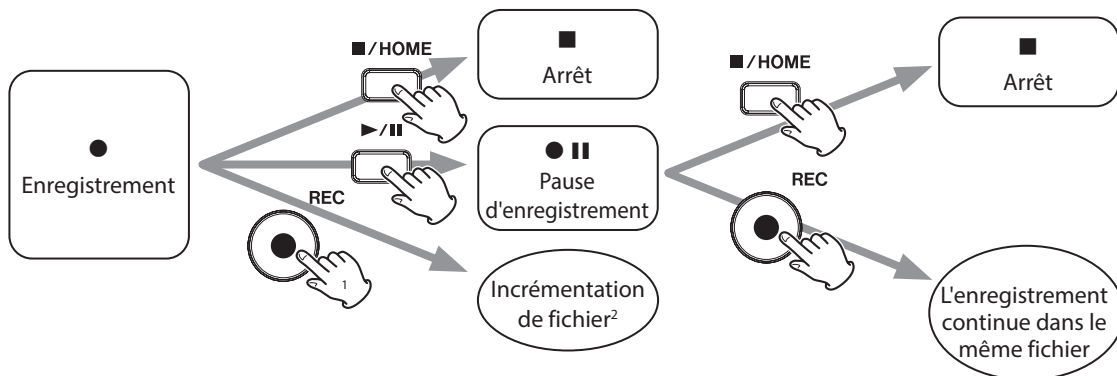 ●
Enregistrement
■/HOME
►/II
REC
1
■
Arrêt
● II
Pause
d'enregistrement
Incrémentation
de fichier²
■/HOME
REC
■
Arrêt
L'enregistrement
continue dans le
même fichier